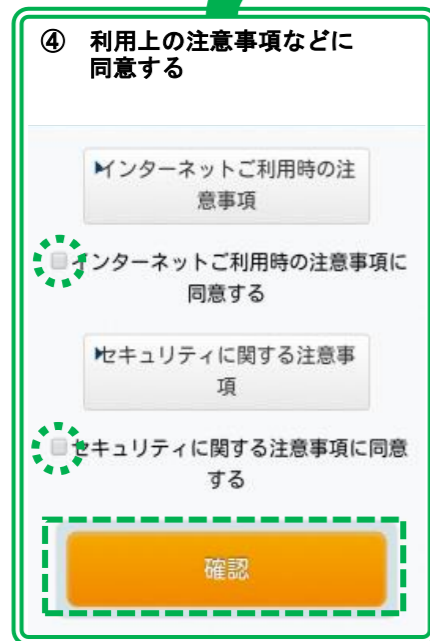 ④ 利用上の注意事項などに
同意する
インターネットご利用時の注
意事項
インターネットご利用時の注意事項に
同意する
セキュリティに関する注意事
項
セキュリティに関する注意事項に同意
する
確認